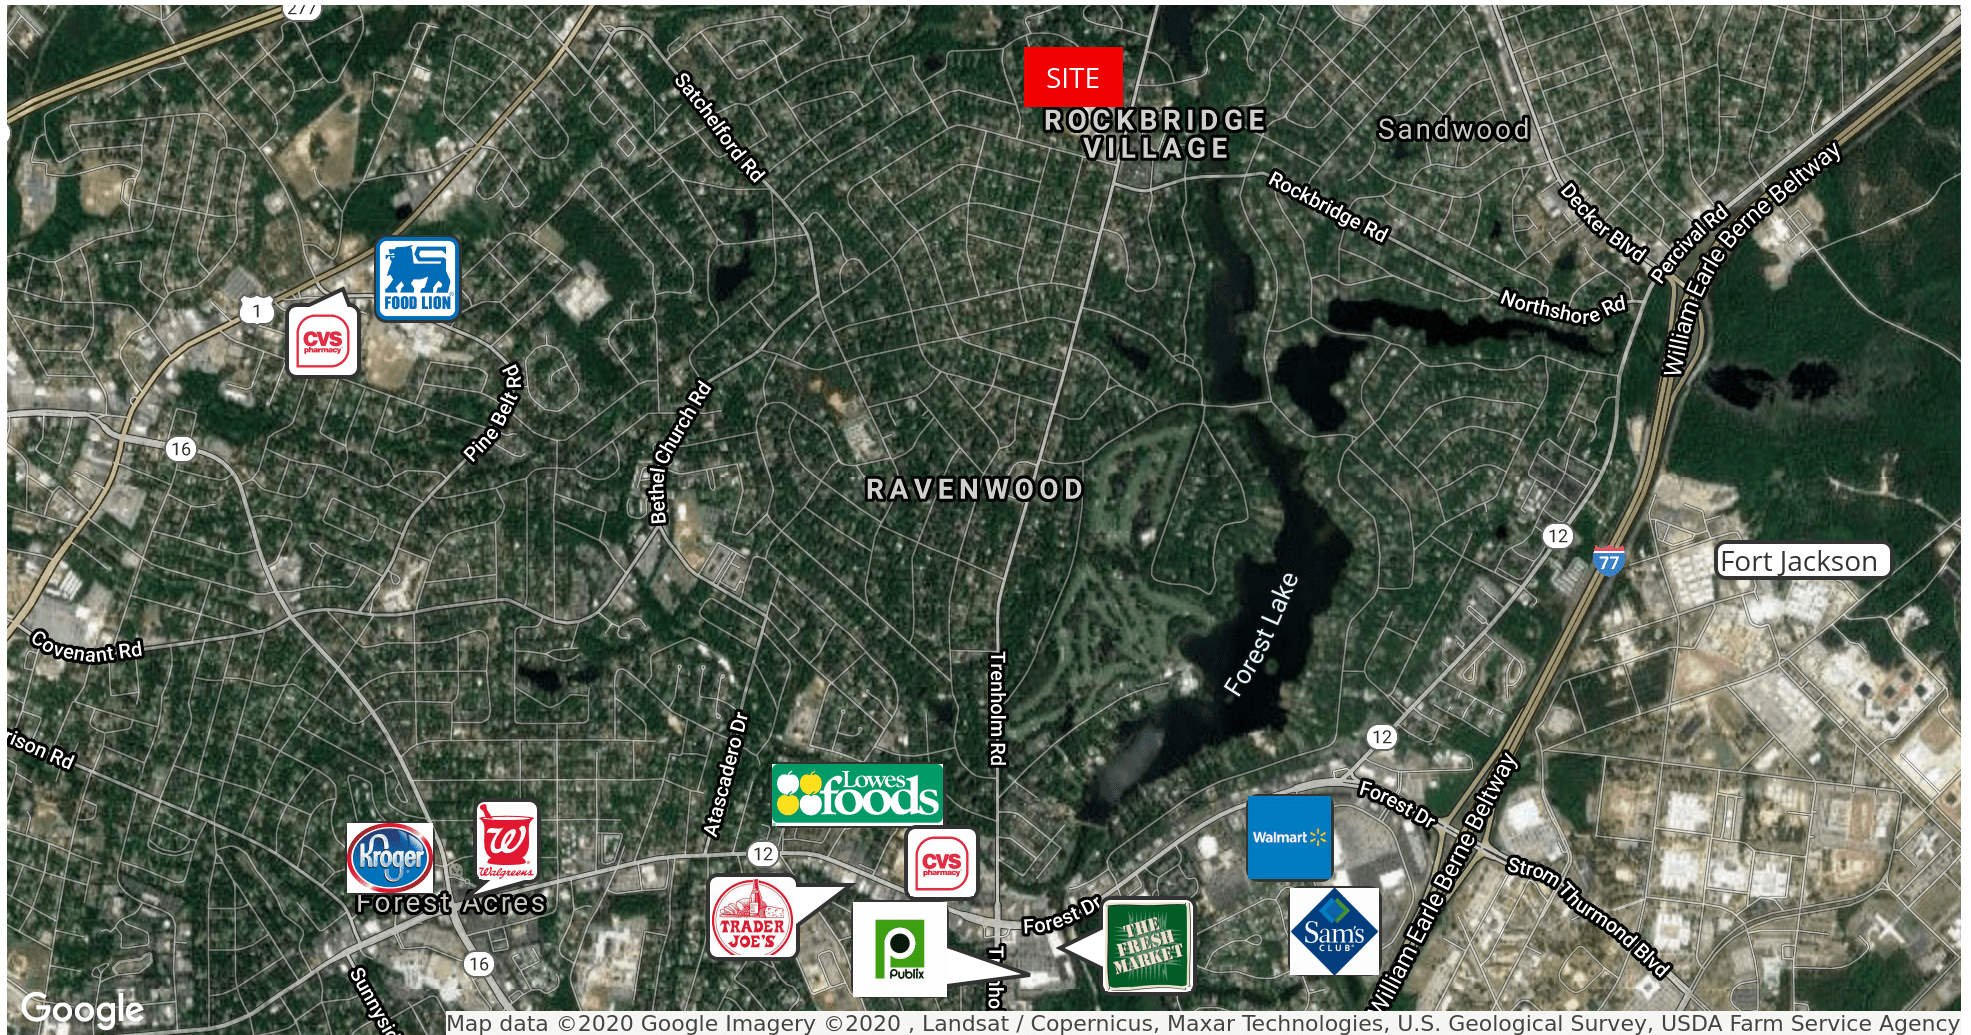 277
SITE
ROCKBRIDGE
VILLAGE
Sandwood
Satchelford Rd
Rockbridge Rd
Decker Blvd
Percival Rd
William Earle Berne Beltway
FOOD LION
1
CVS
pharmacy
Northshore Rd
Pine Belt Rd
Bethel Church Rd
16
RAVENWOOD
12
77
Fort Jackson
Forest Lake
Covenant Rd
Trenholm Rd
rison Rd
Atascadero Dr
12
Lowes
foods
Forest Dr
William Earle Berne Beltway
Walmart
Kroger
W
Walgreens
12
CVS
pharmacy
Forest Acres
Strom Thurmond Blvd
TRADER
JOE'S
Publix
Forest Dr
THE
FRESH
MARKET
Sam's
CLUB
16
Sunnysi
T
ho
Google
Map data ©2020 Google Imagery ©2020 , Landsat / Copernicus, Maxar Technologies, U.S. Geological Survey, USDA Farm Service Agency